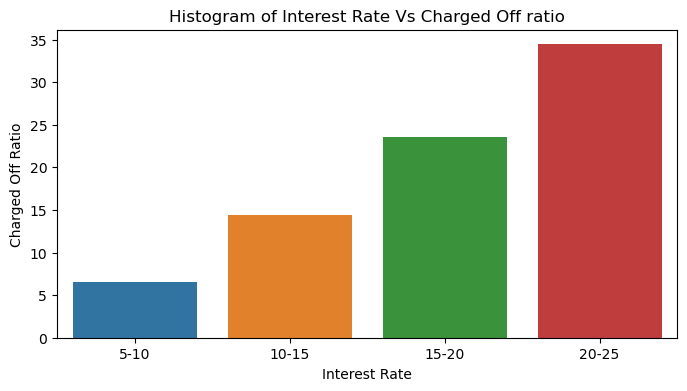 Histogram of Interest Rate Vs Charged Off ratio
35
30
25
20
15
10
5
0
Charged Off Ratio
5-10 10-15 15-20 20-25
Interest Rate